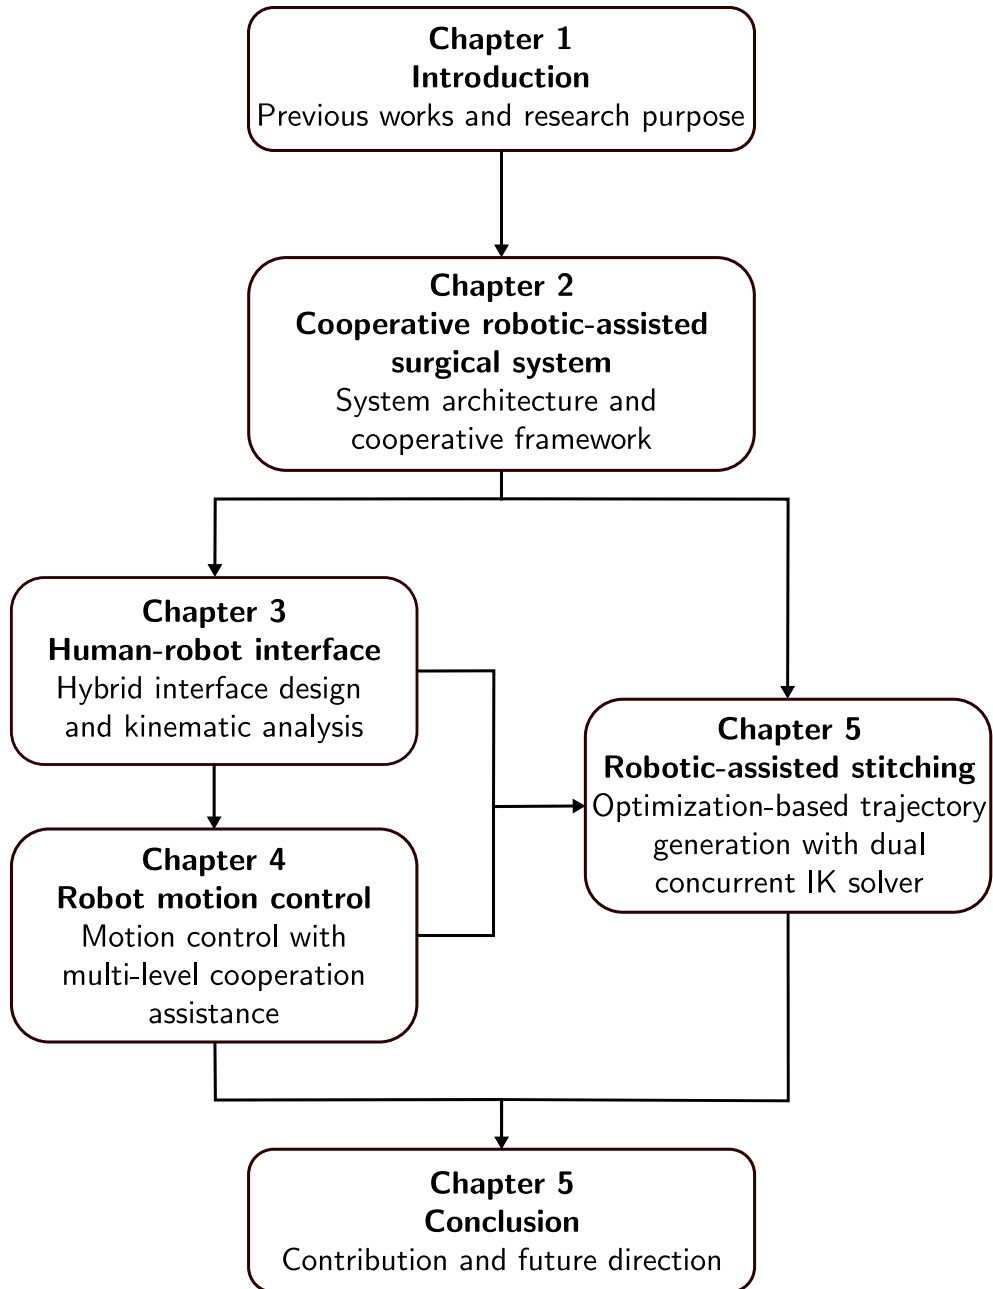 Chapter 1
Introduction
Previous works and research purpose
Chapter 2
Cooperative robotic-assisted
surgical system
System architecture and
cooperative framework
Chapter 3
Human-robot interface
Hybrid interface design
and kinematic analysis
Chapter 4
Robot motion control
Motion control with
multi-level cooperation
assistance
Chapter 5
Robotic-assisted stitching
Optimization-based trajectory
generation with dual
concurrent IK solver
Chapter 5
Conclusion
Contribution and future direction